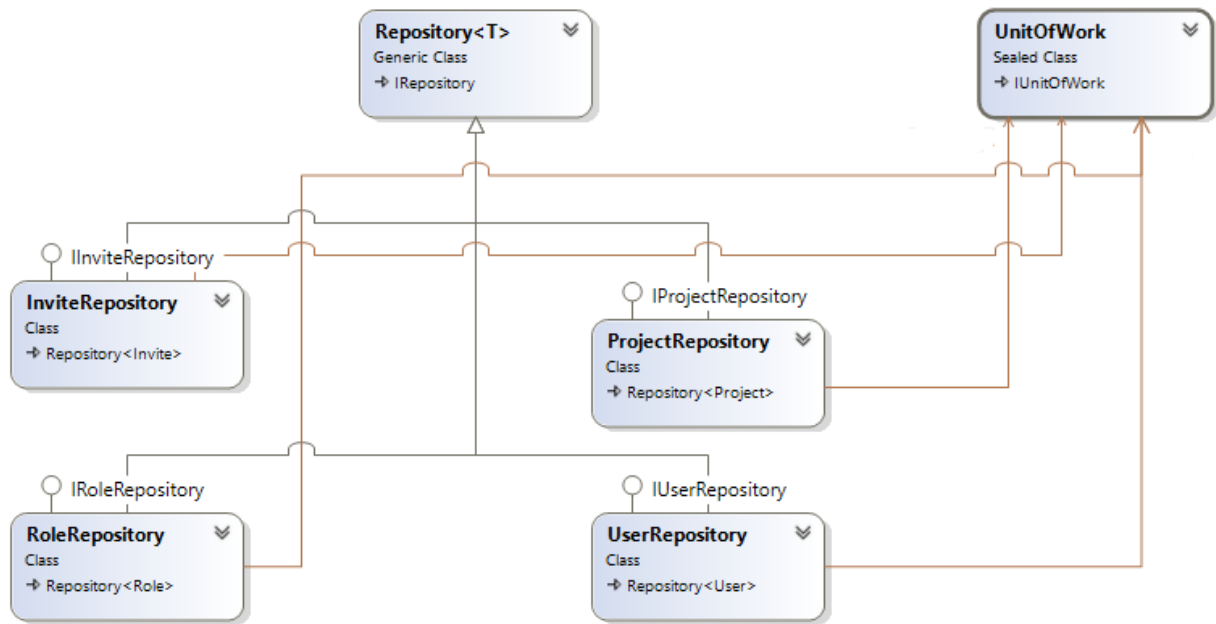 Repository<T>
Generic Class
IRepository
UnitOfWork
Sealed Class
IUnitOfWork
IInviteRepository
InviteRepository
Class
Repository<Invite>
IProjectRepository
ProjectRepository
Class
Repository<Project>
IRoleRepository
RoleRepository
Class
Repository<Role>
IUserRepository
UserRepository
Class
Repository<User>